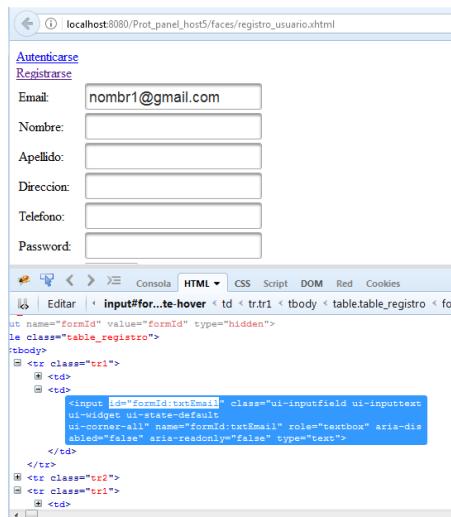 localhost:8080/Prot_panel_host5/faces/registro_usuario.xhtml
Autenticarse
Registrarse
Email: nombr1@gmail.com
Nombre:
Apellido:
Direccion:
Telefono:
Password:
Consola HTML CSS Script DOM Red Cookies
Editar input#for...te-hover < td < tr.tr1 < tbody < table.table_registro < fo
ut name="formId" value="formId" type="hidden">
le class="table_registro">
tbody>
<tr class="tr1">
<td>
<td>
<input id="formId:txtEmail" class="ui-inputfield ui-inputtext
ui-widget ui-state-default
ui-corner-all" name="formId:txtEmail" role="textbox" aria-dis
abled="false" aria-readonly="false" type="text">
</td>
</tr>
<tr class="tr2">
<tr class="tr1">
<td>